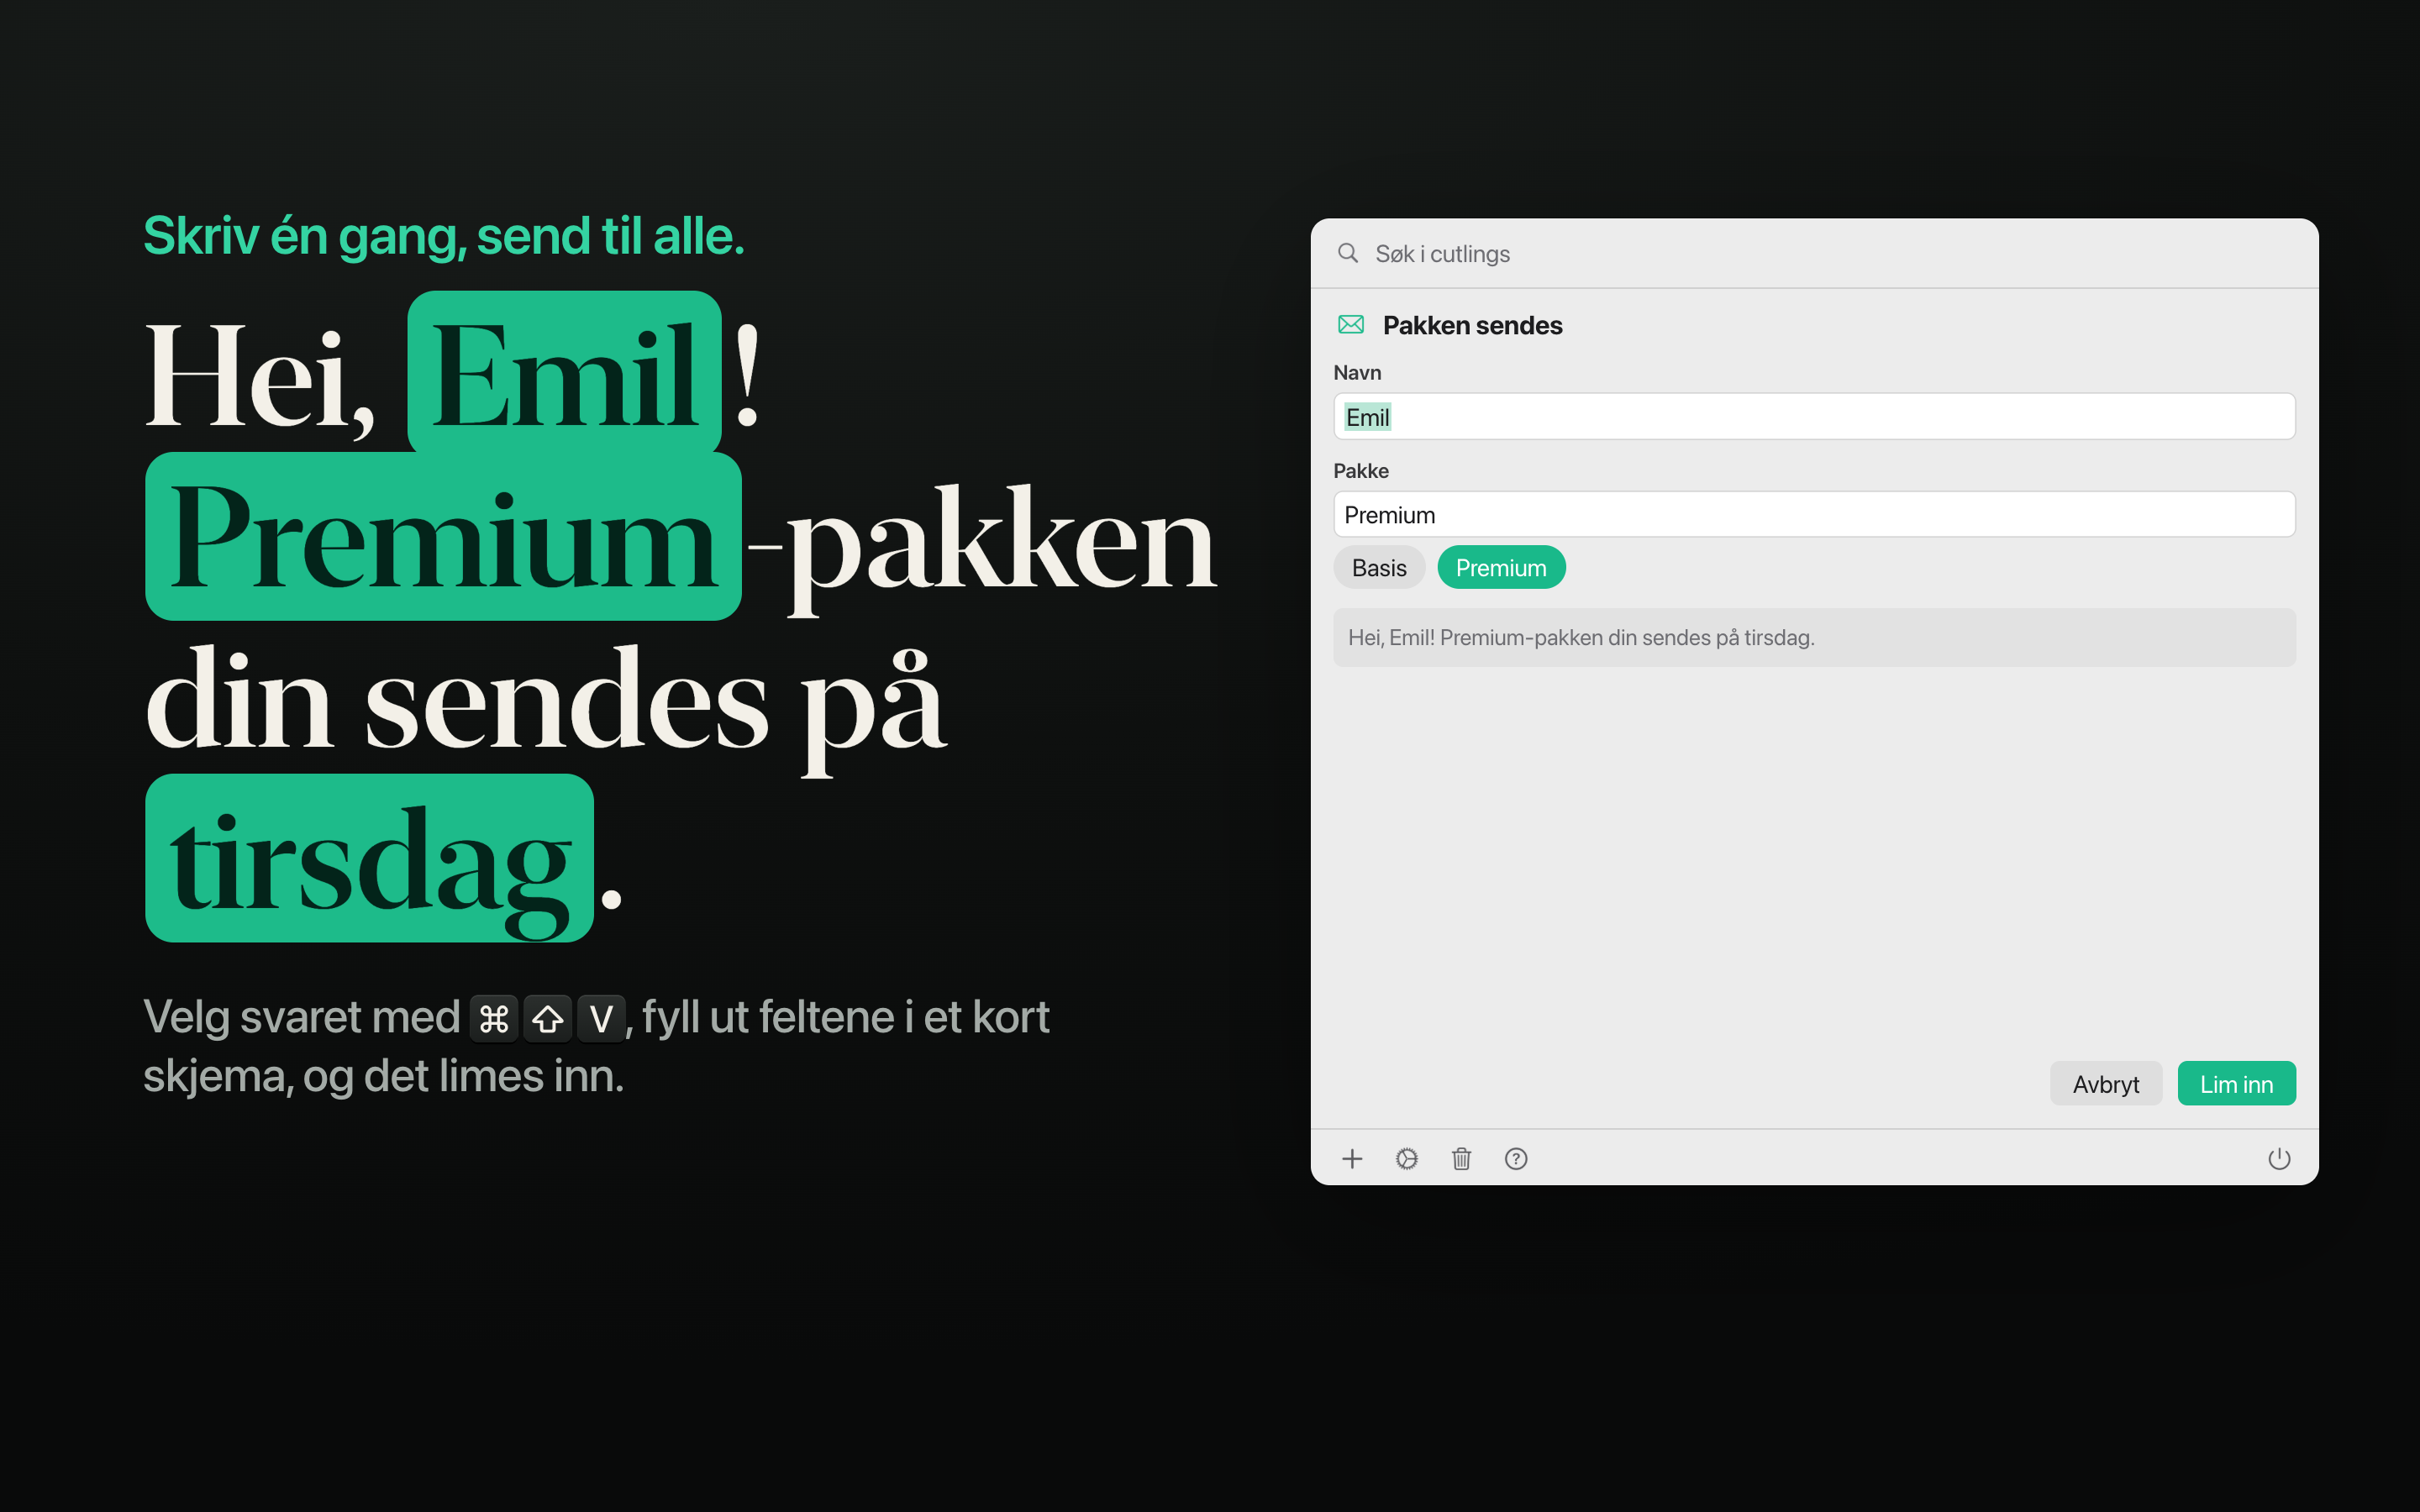 Skriv én gang, send til alle.
Hei, Emil!
Premium-pakken
din sendes på
tirsdag.
Velg svaret med ⌘ ⇧ V, fyll ut feltene i et kort
skjema, og det limes inn.
Søk i cutlings
Pakken sendes
Navn
Emil
Pakke
Premium
Basis Premium
Hei, Emil! Premium-pakken din sendes på tirsdag.
Avbryt Lim inn